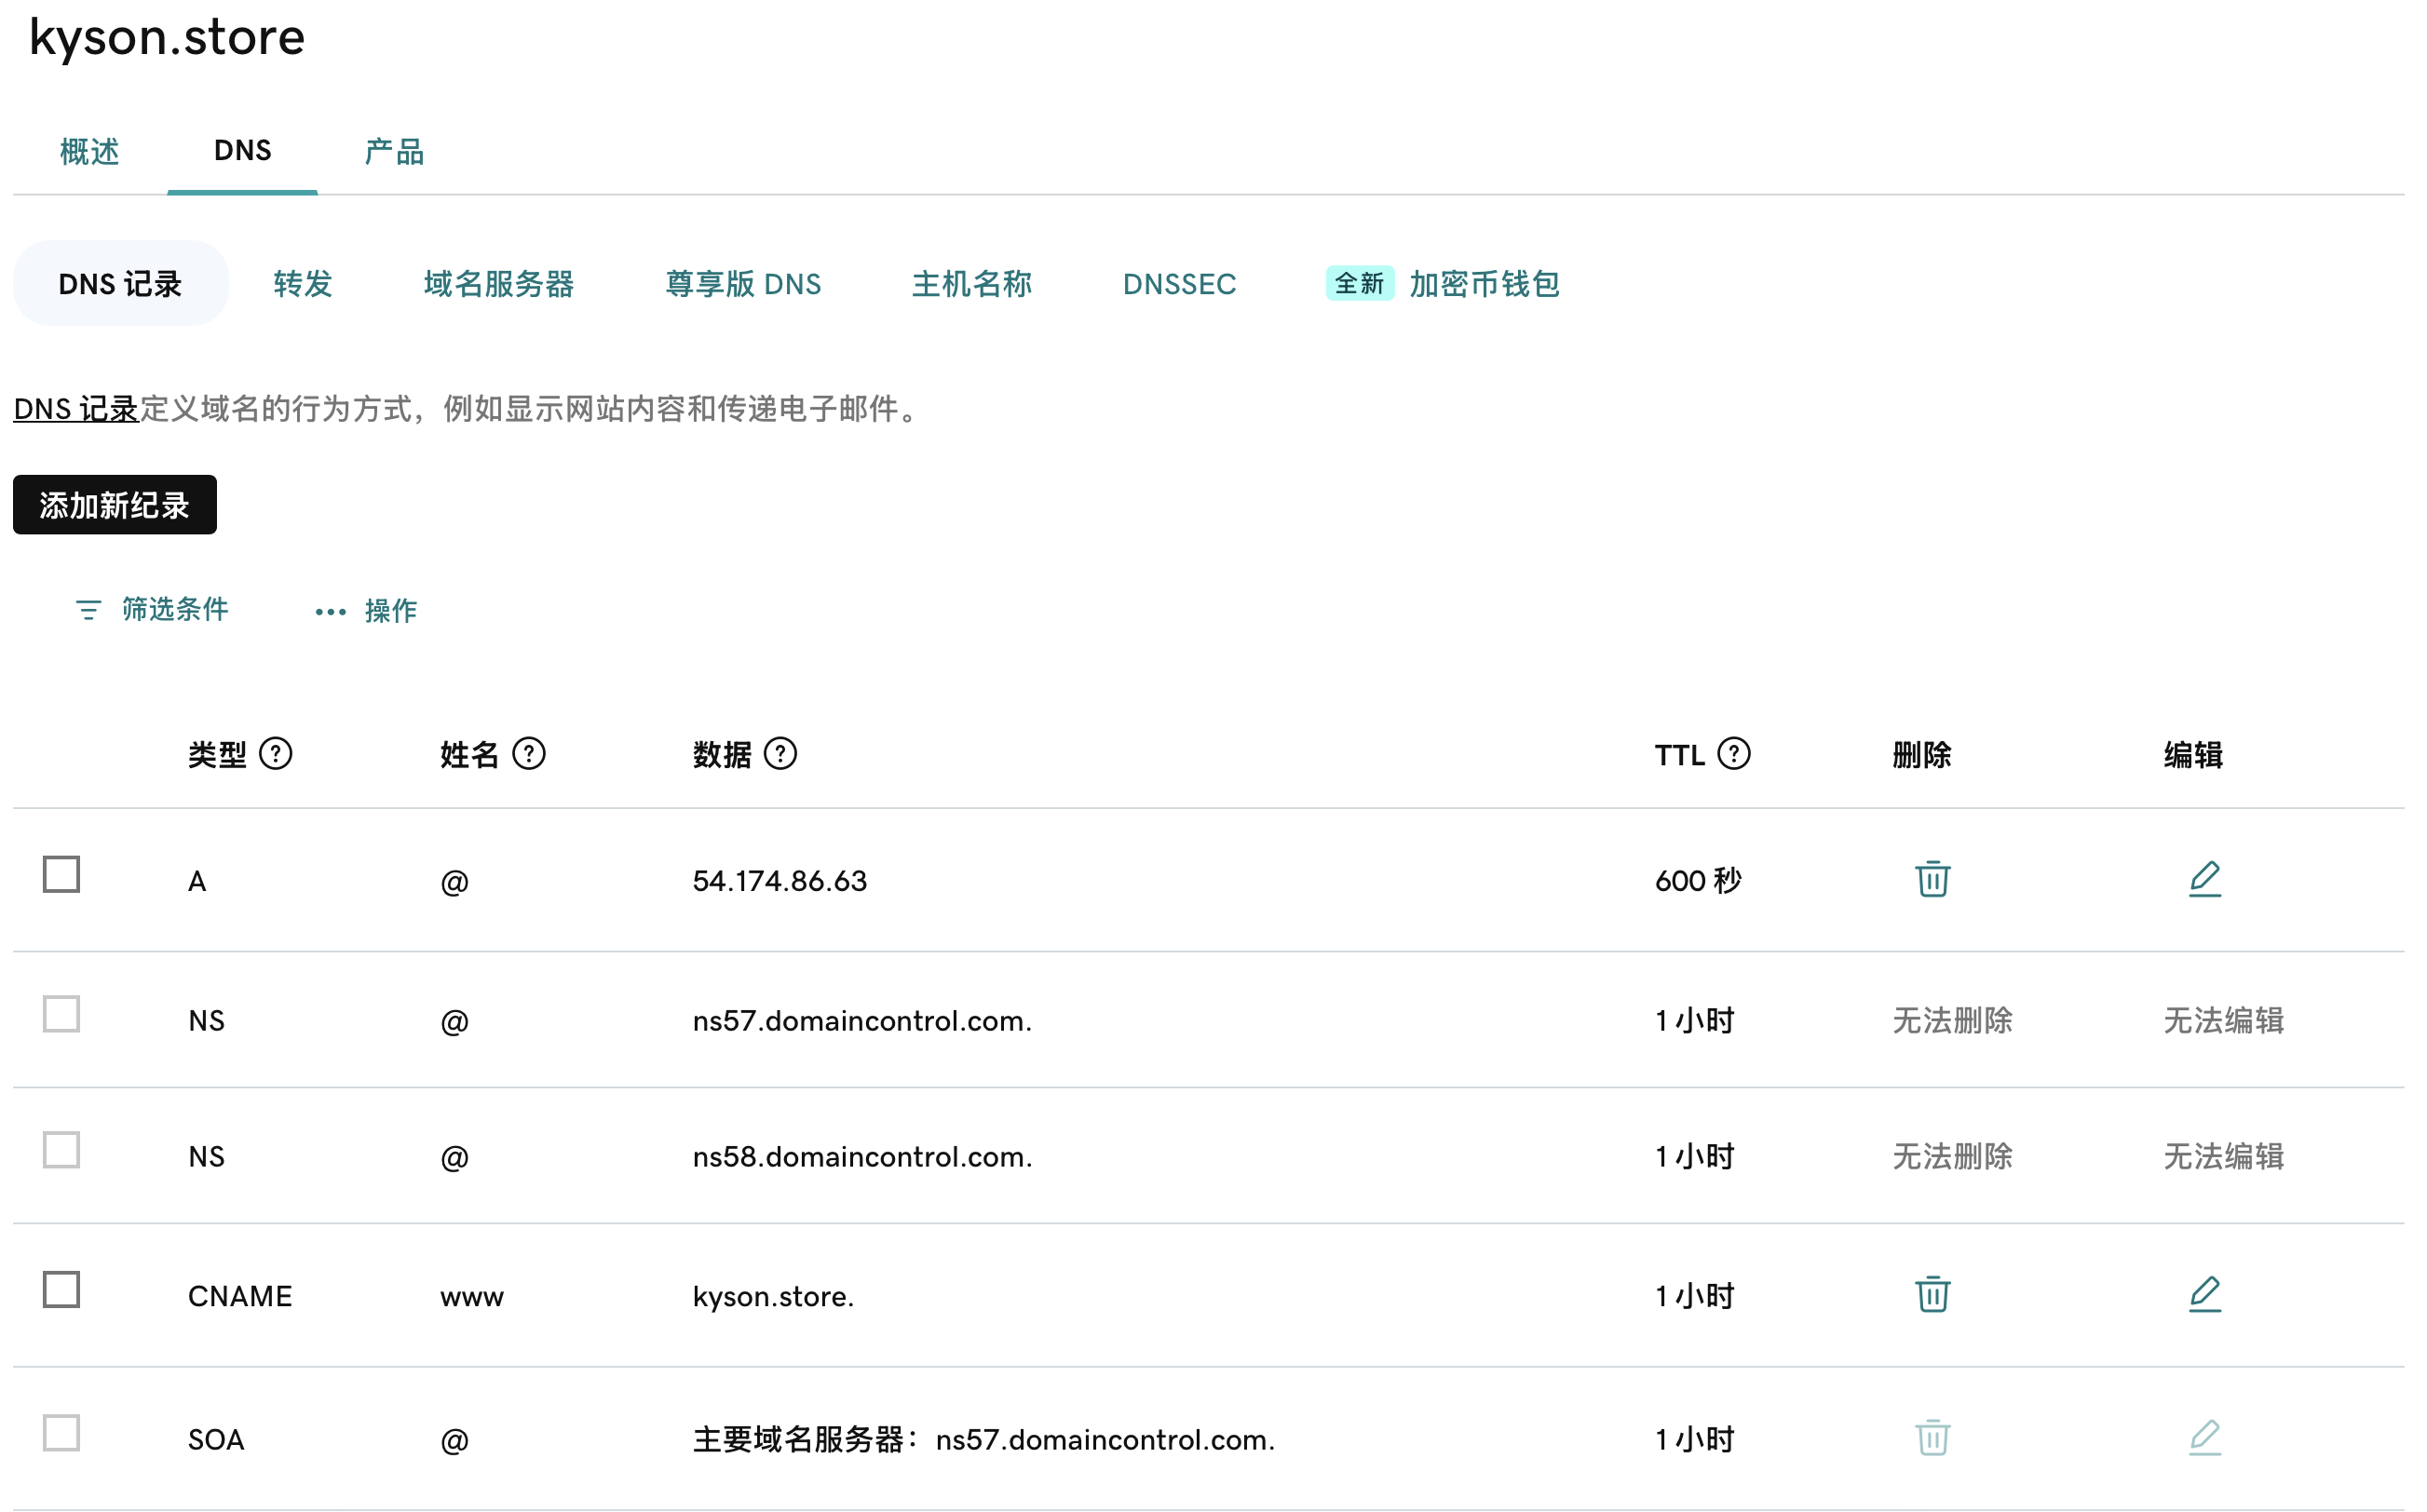 kyson.store
概述 DNS 产品
DNS 记录 转发 域名服务器 尊享版 DNS 主机名称 DNSSEC 全新 加密币钱包
DNS 记录定义域名的行为方式，例如显示网站内容和传递电子邮件。
添加新纪录
筛选条件 ••• 操作
类型 ? 姓名 ? 数据 ? TTL ? 删除 编辑
A @ 54.174.86.63 600 秒
NS @ ns57.domaincontrol.com. 1 小时 无法删除 无法编辑
NS @ ns58.domaincontrol.com. 1 小时 无法删除 无法编辑
CNAME www kyson.store. 1 小时
SOA @ 主要域名服务器：ns57.domaincontrol.com. 1 小时